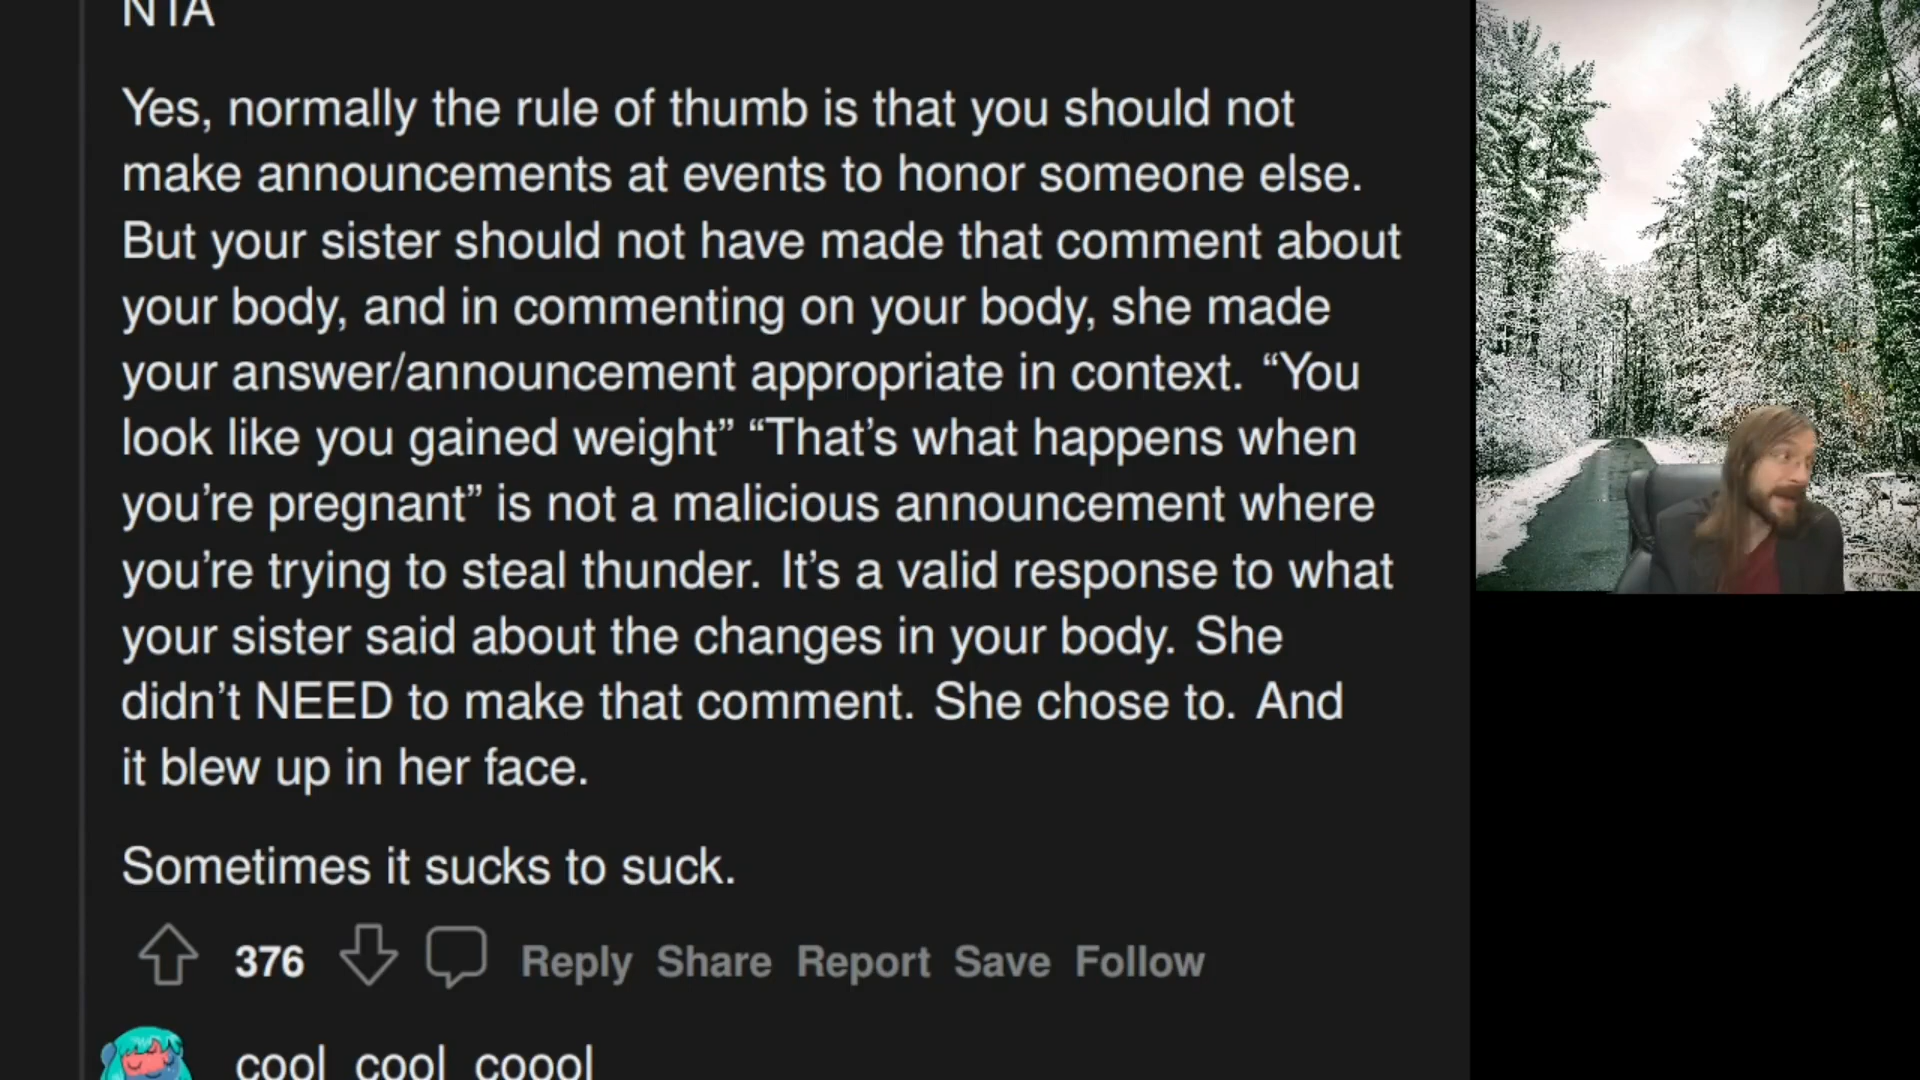 NTA
Yes, normally the rule of thumb is that you should not
make announcements at events to honor someone else.
But your sister should not have made that comment about
your body, and in commenting on your body, she made
your answer/announcement appropriate in context. “You
look like you gained weight” “That’s what happens when
you’re pregnant” is not a malicious announcement where
you’re trying to steal thunder. It’s a valid response to what
your sister said about the changes in your body. She
didn’t NEED to make that comment. She chose to. And
it blew up in her face.
Sometimes it sucks to suck.
376 Reply Share Report Save Follow
cool_cool_coool